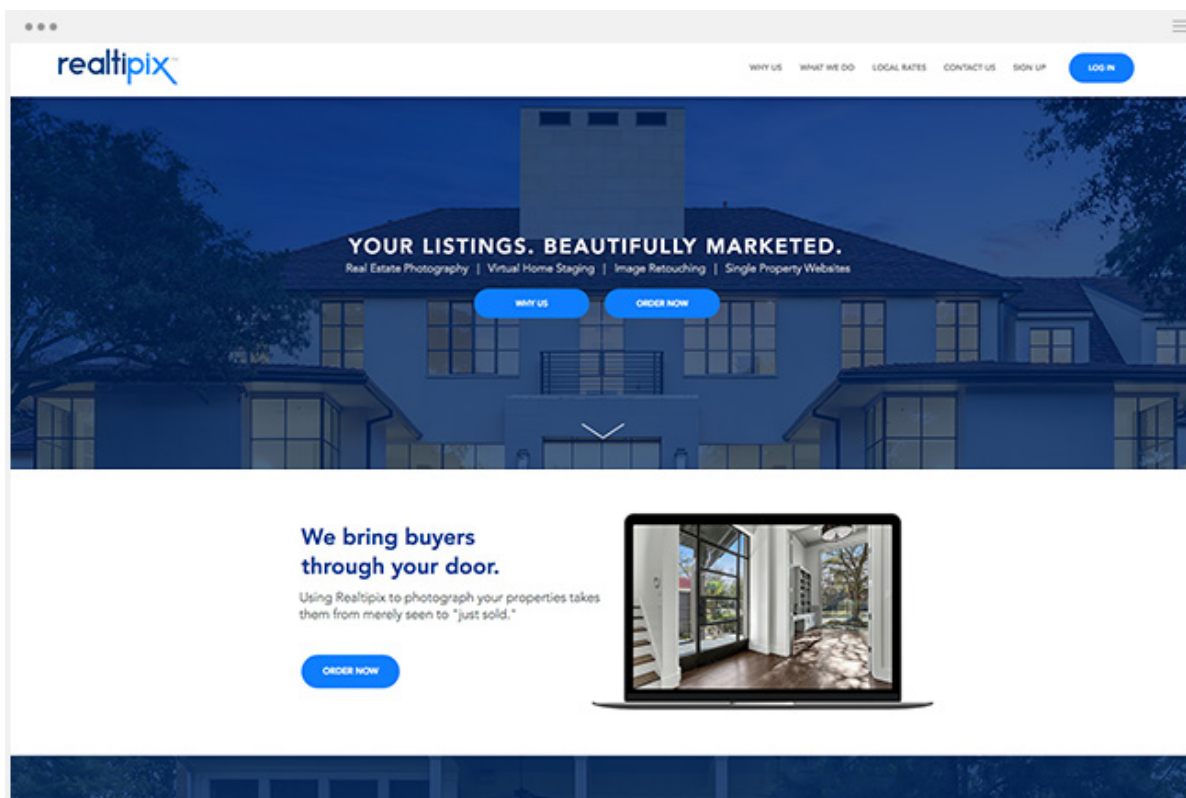 realtipix
WHY US WHAT WE DO LOCAL RATES CONTACT US SIGN UP LOG IN
YOUR LISTINGS. BEAUTIFULLY MARKETED.
Real Estate Photography | Virtual Home Staging | Image Retouching | Single Property Websites
WHY US ORDER NOW
We bring buyers
through your door.
Using Realtipix to photograph your properties takes
them from merely seen to "just sold."
ORDER NOW